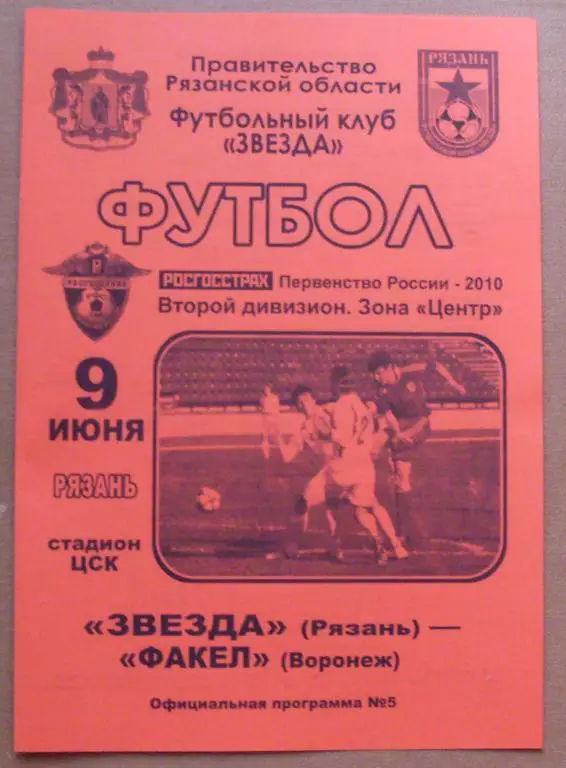 Правительство
Рязанской области
РЯЗАНЬ
Футбольный клуб
«ЗВЕЗДА»
ФУТБОЛ
РОСГОССТРАХ Первенство России - 2010
Второй дивизион. Зона «Центр»
9
ИЮНЯ
РЯЗАНЬ
стадион
ЦСК
«ЗВЕЗДА» (Рязань) —
«ФАКЕЛ» (Воронеж)
Официальная программа №5